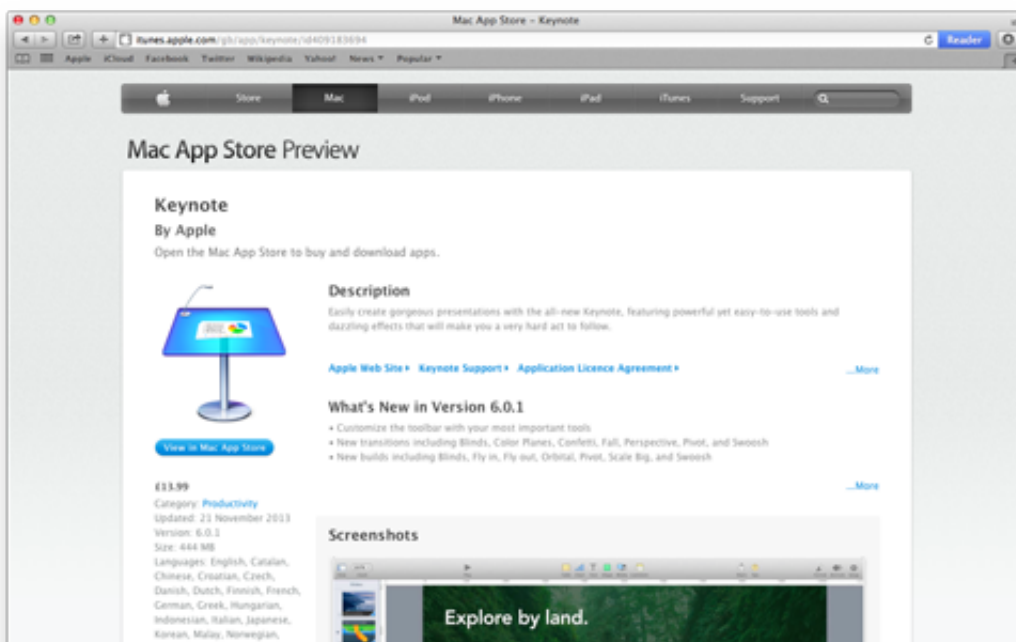 Mac App Store – Keynote
itunes.apple.com/gb/app/keynote/id409183694
Reader
Apple iCloud Facebook Twitter Wikipedia Yahoo! News Popular
Store Mac iPod iPhone iPad iTunes Support
Mac App Store Preview
Keynote
By Apple
Open the Mac App Store to buy and download apps.
Description
Easily create gorgeous presentations with the all-new Keynote, featuring powerful yet easy-to-use tools and
dazzling effects that will make you a very hard act to follow.
Apple Web Site Keynote Support Application Licence Agreement
...More
What's New in Version 6.0.1
• Customize the toolbar with your most important tools
• New transitions including Blinds, Color Planes, Confetti, Fall, Perspective, Pivot, and Swoosh
• New builds including Blinds, Fly in, Fly out, Orbital, Pivot, Scale Big, and Swoosh
...More
View in Mac App Store
£13.99
Category: Productivity
Updated: 21 November 2013
Version: 6.0.1
Size: 444 MB
Languages: English, Catalan,
Chinese, Croatian, Czech,
Danish, Dutch, Finnish, French,
German, Greek, Hungarian,
Indonesian, Italian, Japanese,
Korean, Malay, Norwegian,
Screenshots
Explore by land.